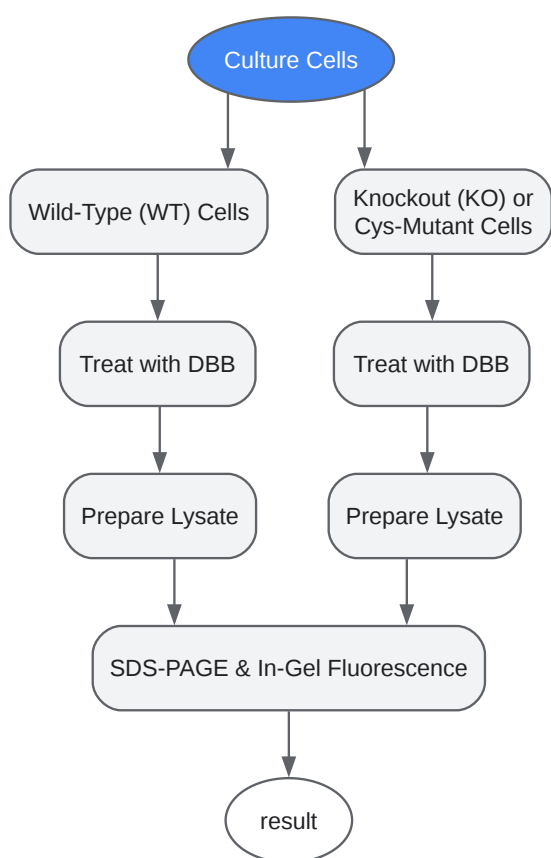 Culture Cells
Wild-Type (WT) Cells
Knockout (KO) or
Cys-Mutant Cells
Treat with DBB
Treat with DBB
Prepare Lysate
Prepare Lysate
SDS-PAGE & In-Gel Fluorescence
result